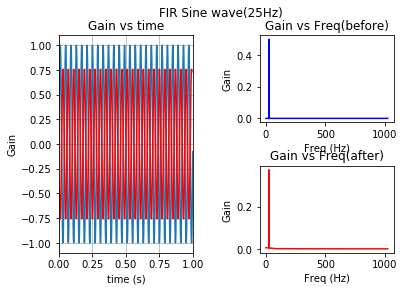 FIR Sine wave(25Hz)
Gain vs time
1.00
0.75
0.50
0.25
0.00
−0.25
−0.50
−0.75
−1.00
Gain
0.00 0.25 0.50 0.75 1.00
time (s)
Gain vs Freq(before)
0.4
0.2
0.0
Gain
0 500 1000
Freq (Hz)
Gain vs Freq(after)
0.2
0.0
Gain
0 500 1000
Freq (Hz)